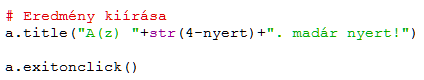 # Eredmény kiírása
a.title("A(z) "+str(4-nyert)+". madár nyert!")
a.exitonclick()